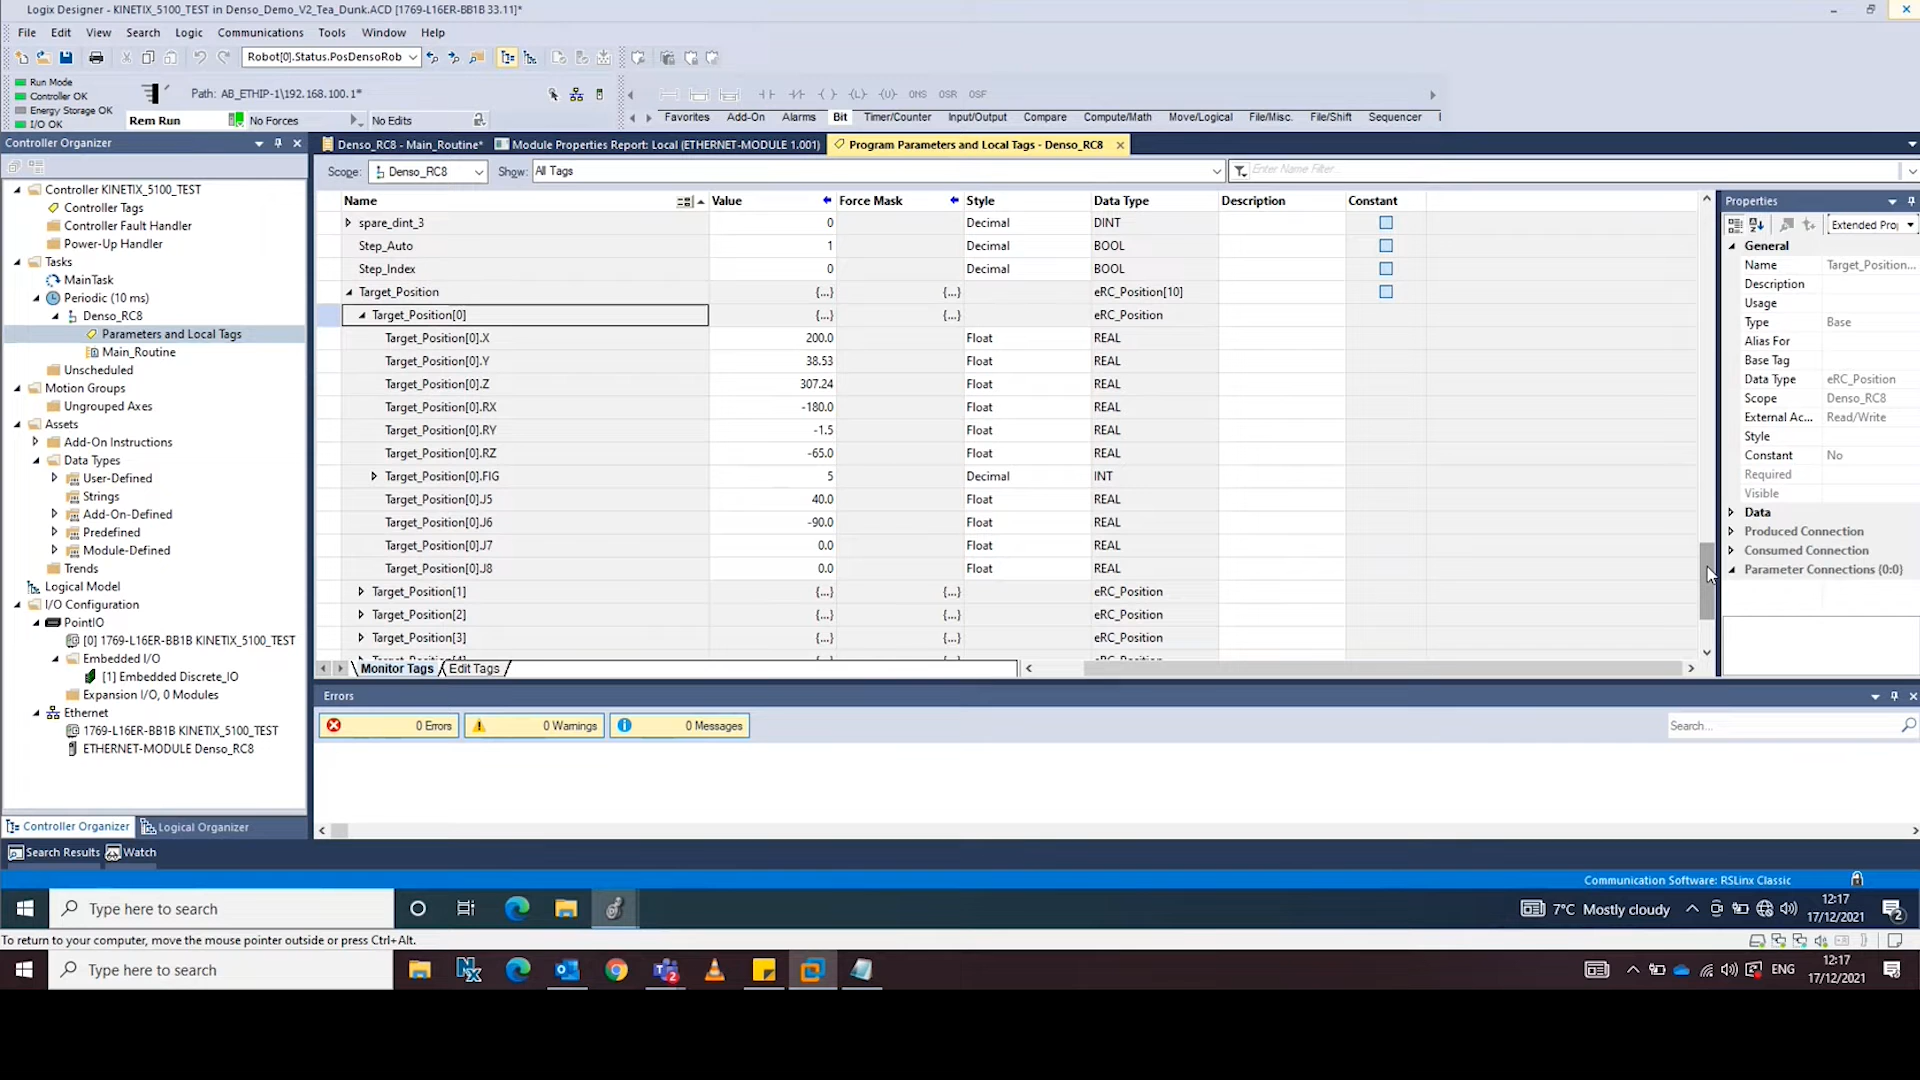 Logix Designer - KINETIX_5100_TEST in Denso_Demo_V2_Tea_Dunk.ACD [1769-L16ER-BB1B 33.11]*
File Edit View Search Logic Communications Tools Window Help
Robot[0].Status.PosDensoRob
Run Mode
Controller OK
Energy Storage OK
I/O OK
Path: AB_ETHIP-1\192.168.100.1*
Rem Run No Forces No Edits
ONS OSR OSF
Favorites Add-On Alarms Bit Timer/Counter Input/Output Compare Compute/Math Move/Logical File/Misc. File/Shift Sequencer
Controller Organizer
Denso_RC8 - Main_Routine* Module Properties Report: Local (ETHERNET-MODULE 1.001) Program Parameters and Local Tags - Denso_RC8
Scope: Denso_RC8 Show: All Tags Enter Name Filter...
Controller KINETIX_5100_TEST
Controller Tags
Controller Fault Handler
Power-Up Handler
Tasks
MainTask
Periodic (10 ms)
Denso_RC8
Parameters and Local Tags
Main_Routine
Unscheduled
Motion Groups
Ungrouped Axes
Assets
Add-On Instructions
Data Types
User-Defined
Strings
Add-On-Defined
Predefined
Module-Defined
Trends
Logical Model
I/O Configuration
PointIO
[0] 1769-L16ER-BB1B KINETIX_5100_TEST
Embedded I/O
[1] Embedded Discrete_IO
Expansion I/O, 0 Modules
Ethernet
1769-L16ER-BB1B KINETIX_5100_TEST
ETHERNET-MODULE Denso_RC8
Controller Organizer Logical Organizer
Name Value Force Mask Style Data Type Description Constant
spare_dint_3 0 Decimal DINT
Step_Auto 1 Decimal BOOL
Step_Index 0 Decimal BOOL
Target_Position {...} {...} eRC_Position[10]
Target_Position[0] {...} {...} eRC_Position
Target_Position[0].X 200.0 Float REAL
Target_Position[0].Y 38.53 Float REAL
Target_Position[0].Z 307.24 Float REAL
Target_Position[0].RX -180.0 Float REAL
Target_Position[0].RY -1.5 Float REAL
Target_Position[0].RZ -65.0 Float REAL
Target_Position[0].FIG 5 Decimal INT
Target_Position[0].J5 40.0 Float REAL
Target_Position[0].J6 -90.0 Float REAL
Target_Position[0].J7 0.0 Float REAL
Target_Position[0].J8 0.0 Float REAL
Target_Position[1] {...} {...} eRC_Position
Target_Position[2] {...} {...} eRC_Position
Target_Position[3] {...} {...} eRC_Position
Monitor Tags Edit Tags
Properties
Extended Proj
General
Name Target_Position...
Description
Usage
Type Base
Alias For
Base Tag
Data Type eRC_Position
Scope Denso_RC8
External Ac... Read/Write
Style
Constant No
Required
Visible
Data
Produced Connection
Consumed Connection
Parameter Connections {0:0}
Errors
0 Errors 0 Warnings 0 Messages
Search...
Search Results Watch
Communication Software: RSLinx Classic
Type here to search
7°C Mostly cloudy
12:17
17/12/2021
2
To return to your computer, move the mouse pointer outside or press Ctrl+Alt.
Type here to search
ENG
12:17
17/12/2021